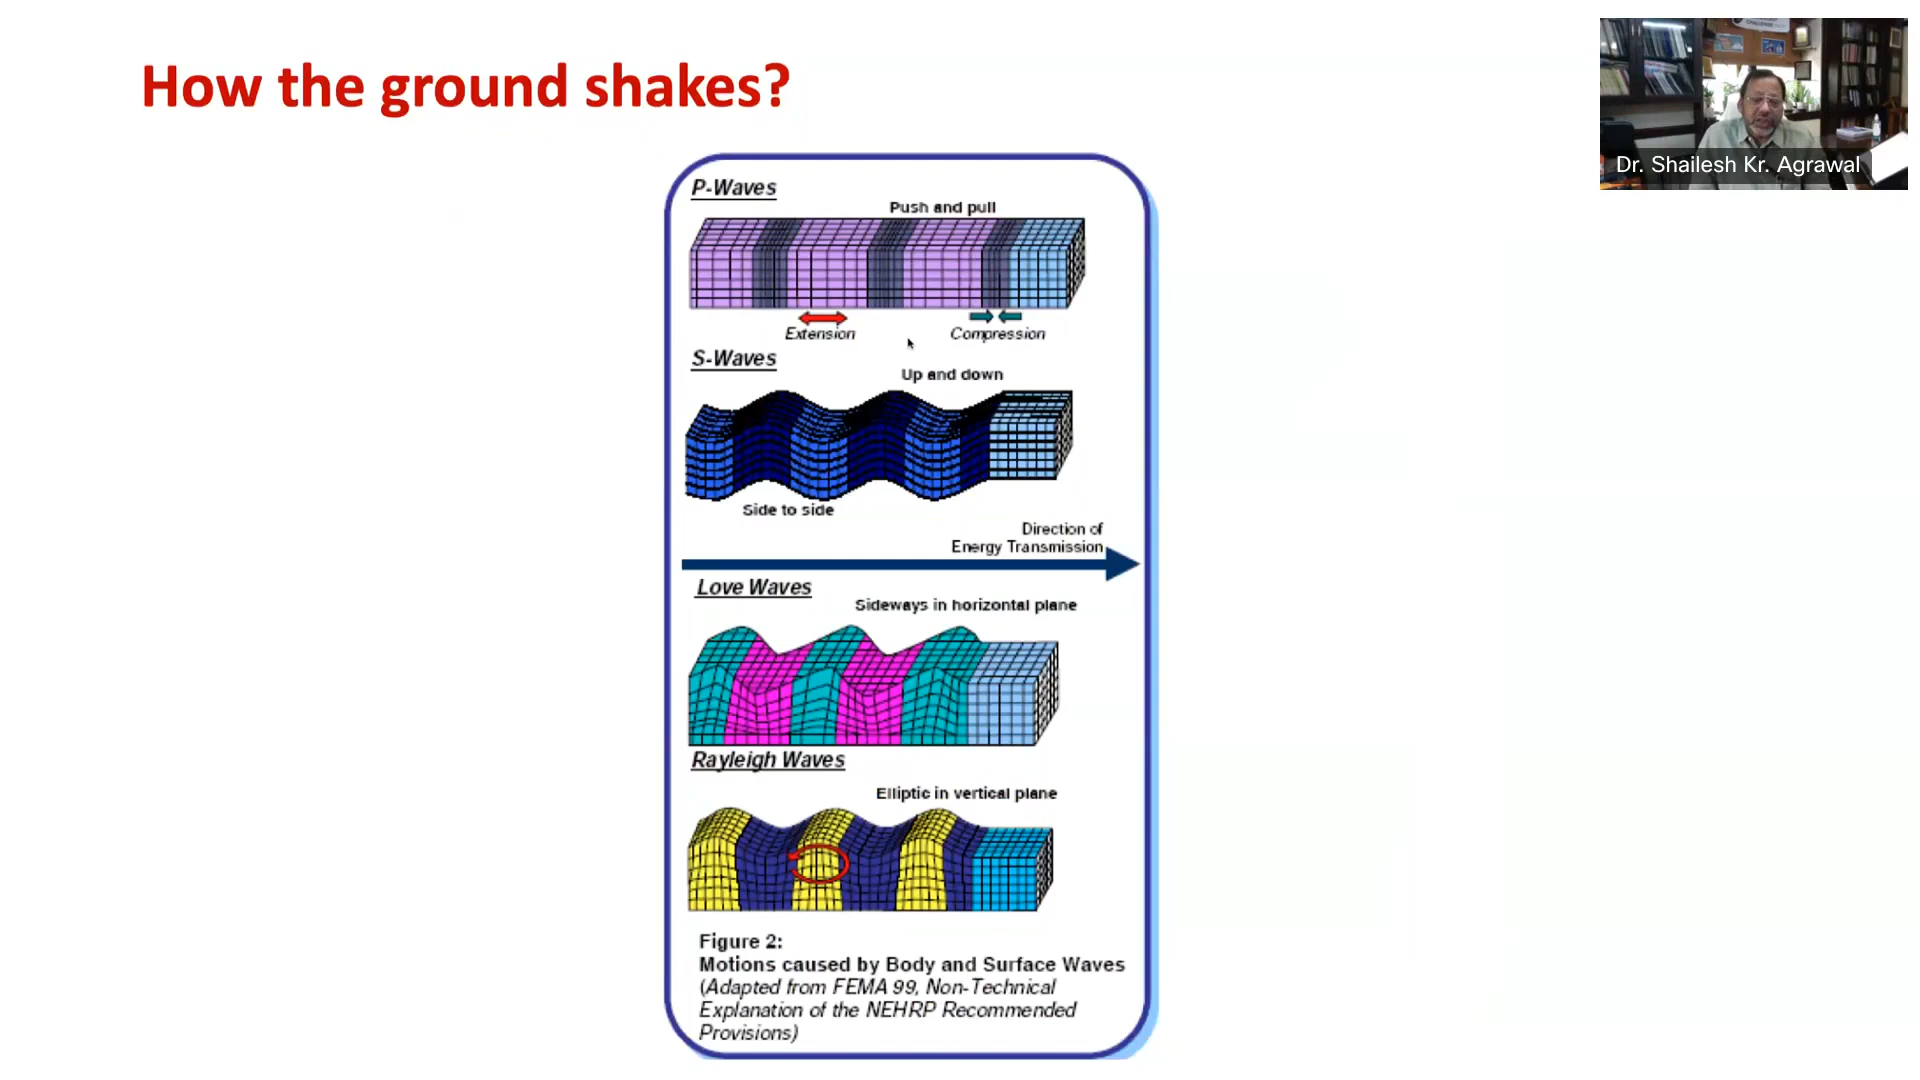 How the ground shakes?
CHALLENGE
Dr. Shailesh Kr. Agrawal
P-Waves
Push and pull
Extension
Compression
S-Waves
Up and down
Side to side
Direction of
Energy Transmission
Love Waves
Sideways in horizontal plane
Rayleigh Waves
Elliptic in vertical plane
Figure 2:
Motions caused by Body and Surface Waves
(Adapted from FEMA 99, Non-Technical
Explanation of the NEHRP Recommended
Provisions)